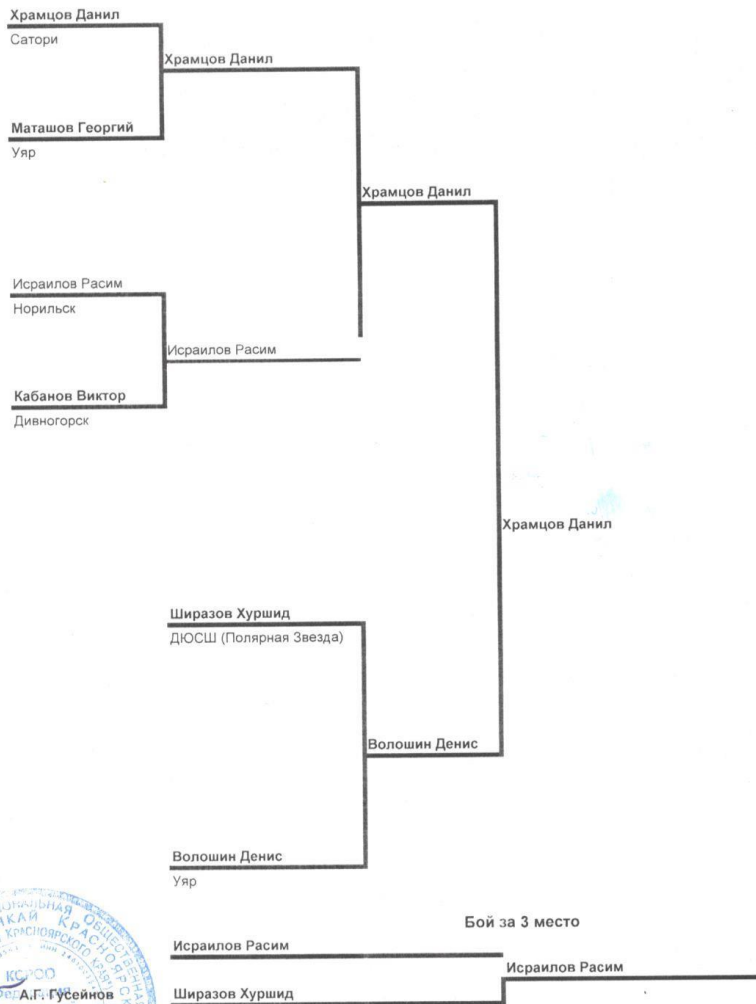 Храмцов Данил
Сатори
Храмцов Данил
Маташов Георгий
Уяр
Храмцов Данил
Исраилов Расим
Норильск
Исраилов Расим
Кабанов Виктор
Дивногорск
Храмцов Данил
Ширазов Хуршид
ДЮСШ (Полярная Звезда)
Волошин Денис
Волошин Денис
Уяр
Бой за 3 место
Исраилов Расим
Исраилов Расим
А.Г. Гусейнов
Ширазов Хуршид